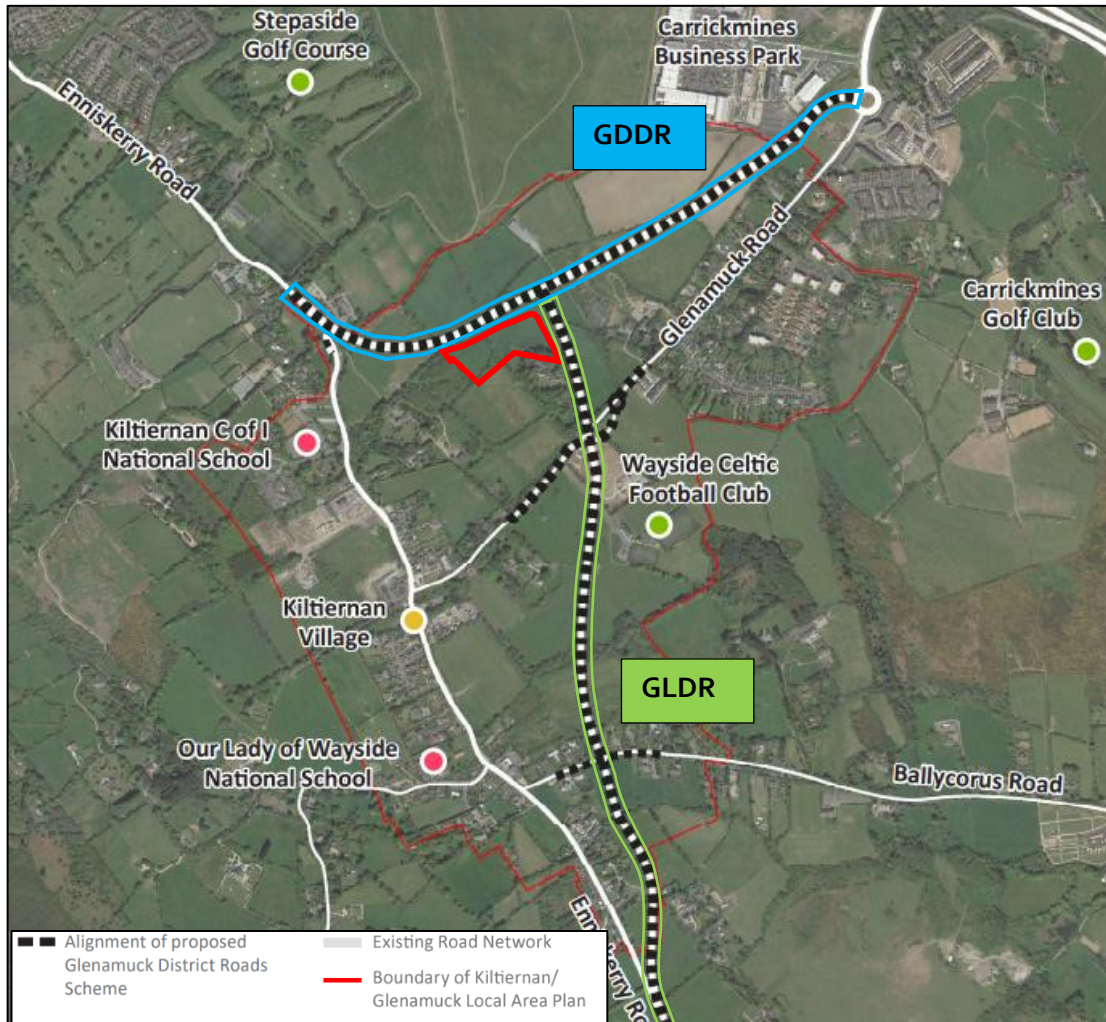 Stepaside
Golf Course
Carrickmines
Business Park
Enniskerry Road
GDDR
Glenamuck Road
Carrickmines
Golf Club
Kiltiernan C of I
National School
Wayside Celtic
Football Club
Kiltiernan
Village
GLDR
Our Lady of Wayside
National School
Ballycorus Road
Enniskerry Ro
Alignment of proposed
Glenamuck District Roads
Scheme
Existing Road Network
Boundary of Kiltiernan/
Glenamuck Local Area Plan